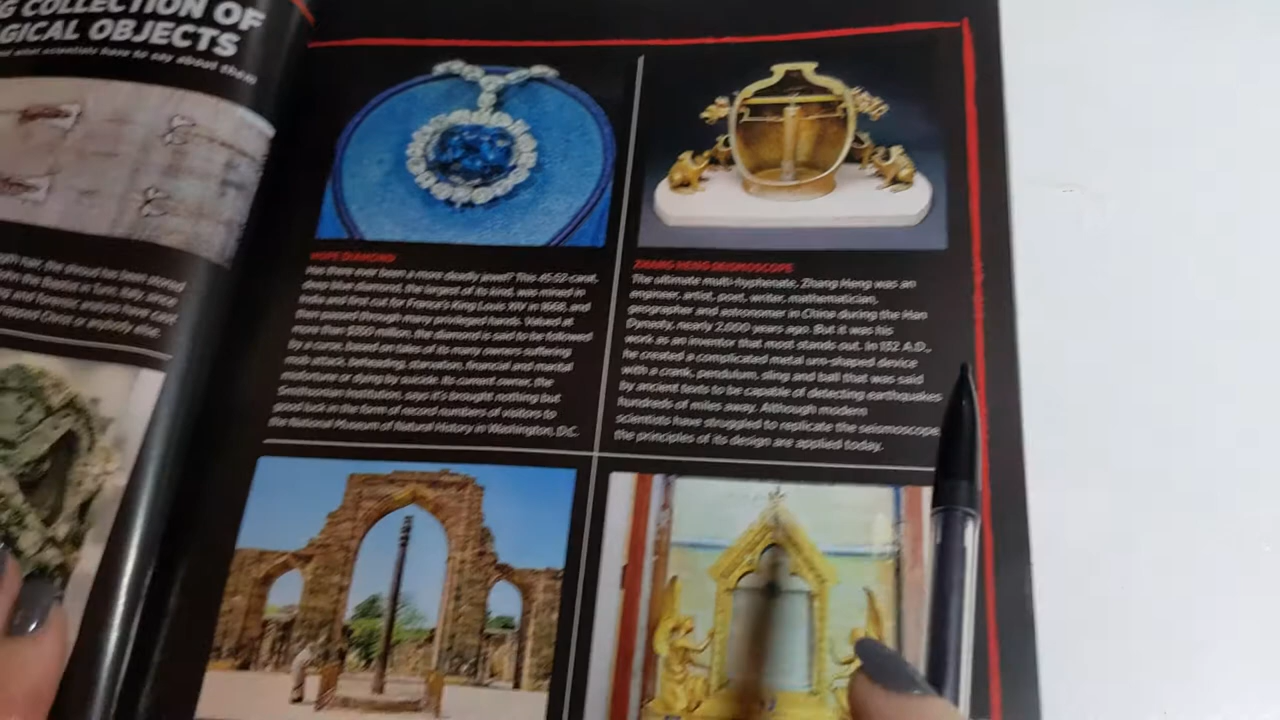 G COLLECTION OF
GICAL OBJECTS
what scientists have to say about them
HOPE DIAMOND
Has there ever been a more deadly jewel? This 45.52-carat,
deep blue diamond, the largest of its kind, was mined in
India and first cut for France's King Louis XIV in 1668, and
then passed through many privileged hands. Valued at
more than $350 million, the diamond is said to be followed
by a curse, based on tales of its many owners suffering
mob attack, beheading, starvation, financial and marital
misfortune or dying by suicide. Its current owner, the
Smithsonian Institution, says it's brought nothing but
good luck in the form of record numbers of visitors to
the National Museum of Natural History in Washington, D.C.
ZHANG HENG SEISMOSCOPE
The ultimate multi-hyphenate, Zhang Heng was an
engineer, artist, poet, writer, mathematician,
geographer and astronomer in China during the Han
Dynasty, nearly 2,000 years ago. But it was his
work as an inventor that most stands out. In 132 A.D.,
he created a complicated metal urn-shaped device
with a crank, pendulum, sling and ball that was said
by ancient texts to be capable of detecting earthquakes
hundreds of miles away. Although modern
scientists have struggled to replicate the seismoscope
the principles of its design are applied today.